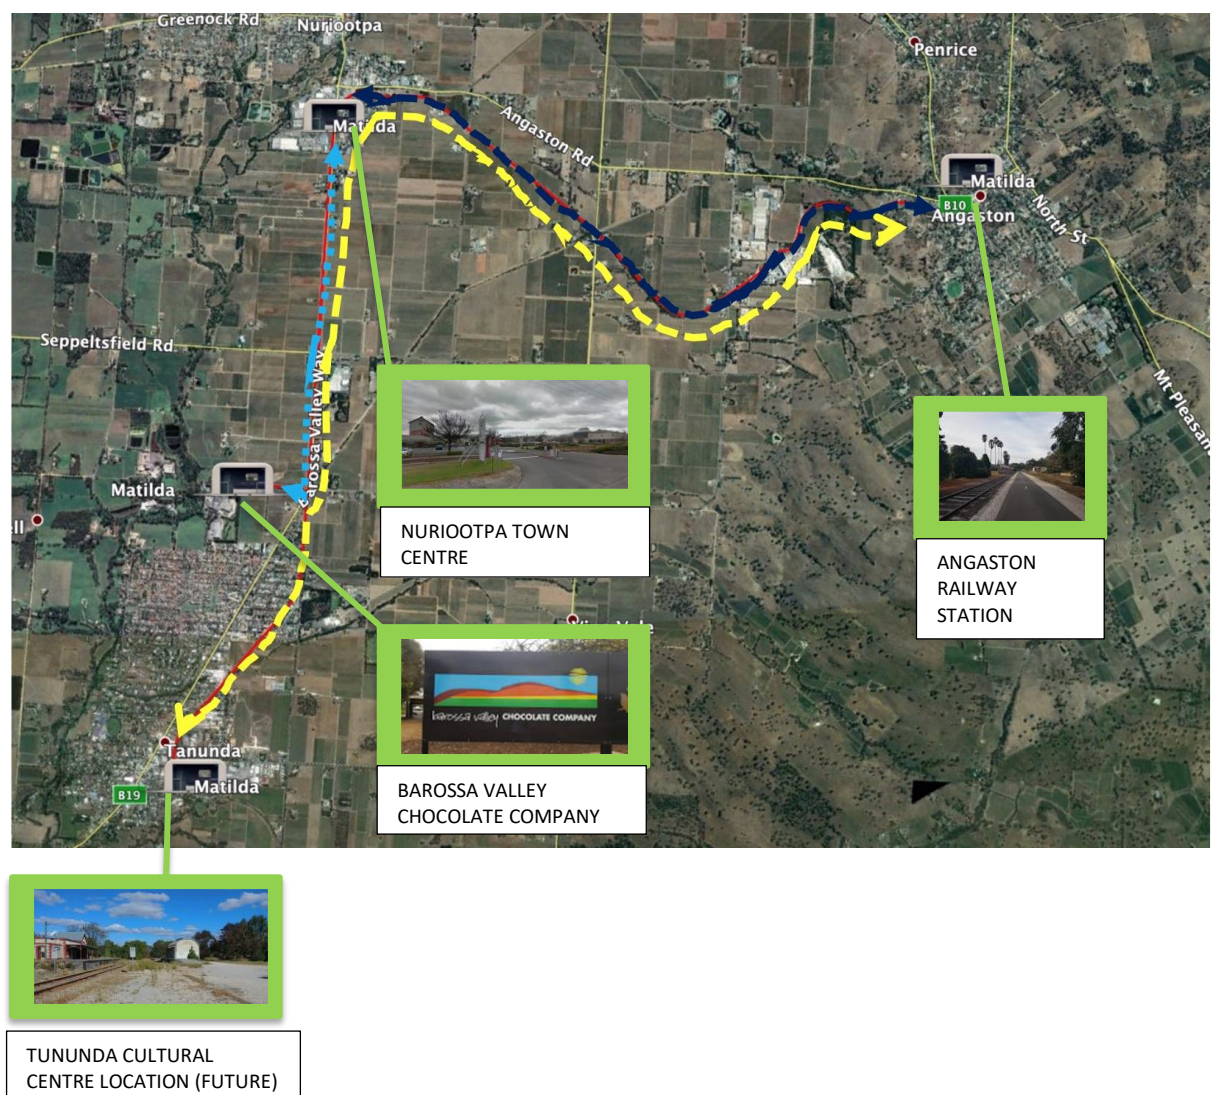 Greenock Rd
Nuriootpa
Penrice
Matilda
Angaston Rd
Matilda
B10
Angaston
North St
Seppeltsfield Rd
Barossa Valley Way
Mt Pleasant
Matilda
ell
NURIOOTPA TOWN
CENTRE
ANGASTON
RAILWAY
STATION
barossa valley CHOCOLATE COMPANY
Tanunda
Matilda
B19
BAROSSA VALLEY
CHOCOLATE COMPANY
TUNUNDA CULTURAL
CENTRE LOCATION (FUTURE)